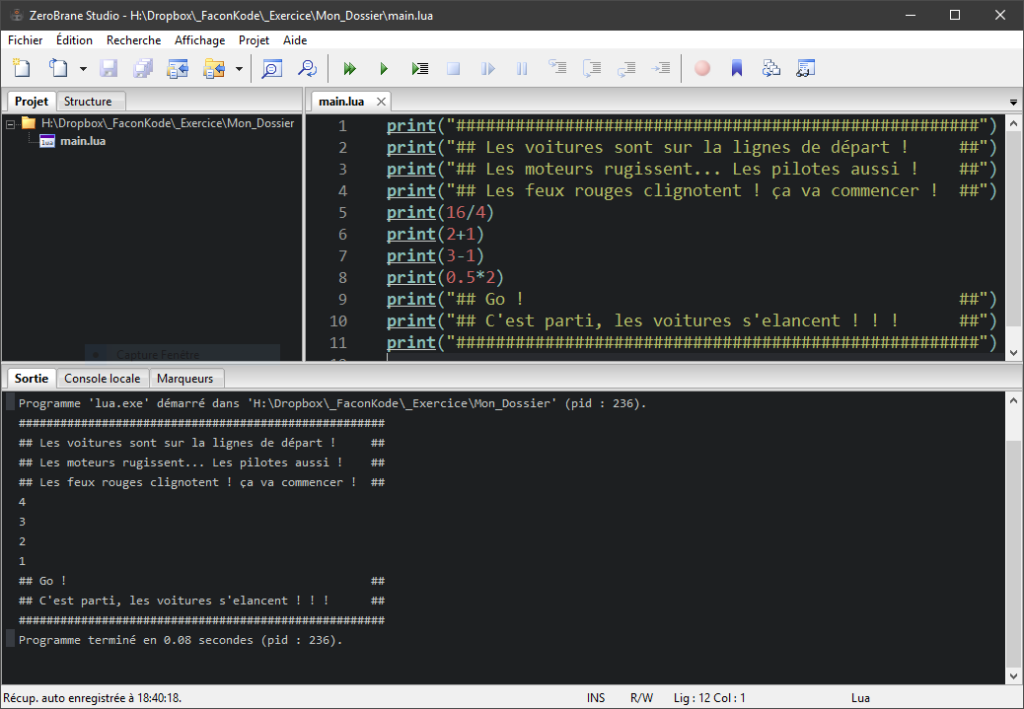 ZeroBrane Studio - H:\Dropbox\_FaconKode\_Exercice\Mon_Dossier\main.lua
Fichier Édition Recherche Affichage Projet Aide
Projet Structure
H:\Dropbox\_FaconKode\_Exercice\Mon_Dossier
main.lua
Capture Fenêtre
main.lua
1 print("#####################################################")
2 print("## Les voitures sont sur la lignes de départ !     ##")
3 print("## Les moteurs rugissent... Les pilotes aussi !    ##")
4 print("## Les feux rouges clignotent ! ça va commencer !  ##")
5 print(16/4)
6 print(2+1)
7 print(3-1)
8 print(0.5*2)
9 print("## Go !                                            ##")
10 print("## C'est parti, les voitures s'elancent ! ! !      ##")
11 print("#####################################################")
12
Sortie Console locale Marqueurs
Programme 'lua.exe' démarré dans 'H:\Dropbox\_FaconKode\_Exercice\Mon_Dossier' (pid : 236).
#####################################################
## Les voitures sont sur la lignes de départ !     ##
## Les moteurs rugissent... Les pilotes aussi !    ##
## Les feux rouges clignotent ! ça va commencer !  ##
4
3
2
1
## Go !                                            ##
## C'est parti, les voitures s'elancent ! ! !      ##
#####################################################
Programme terminé en 0.08 secondes (pid : 236).
Récup. auto enregistrée à 18:40:18. INS R/W Lig : 12 Col : 1 Lua